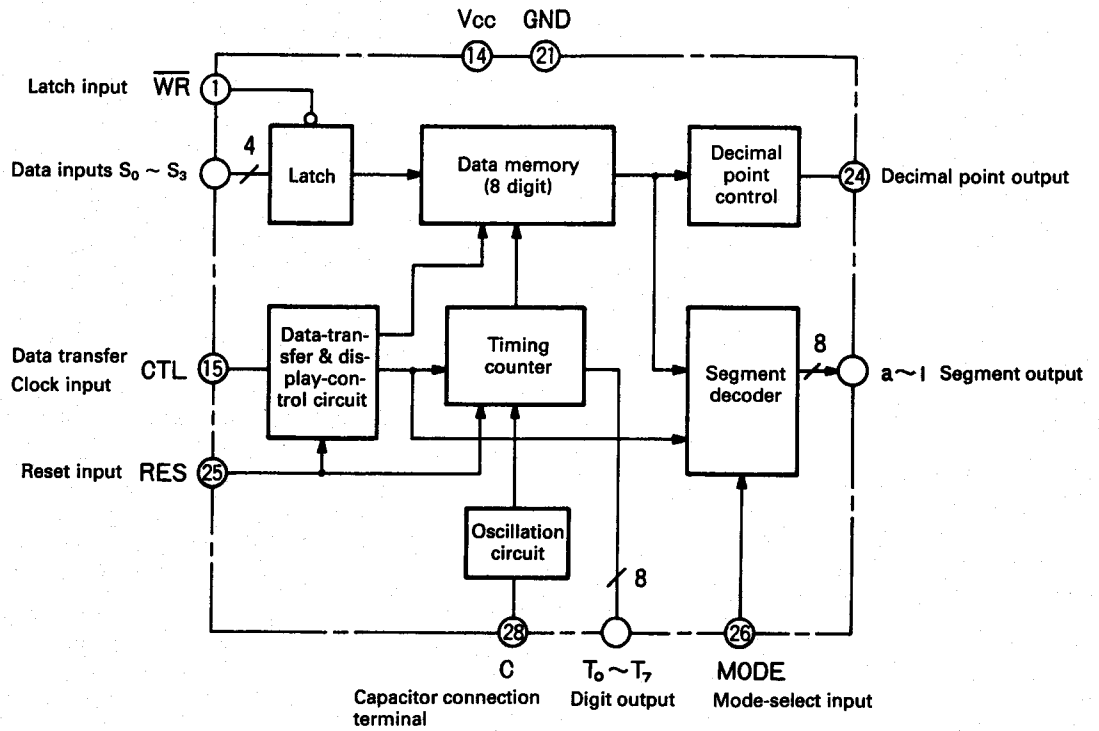 Vcc GND
14 21
Latch input W̅R̅ 1
4
Data inputs S₀ ~ S₃
Latch
Data memory
(8 digit)
Decimal
point
control
24 Decimal point output
Data transfer
Clock input
CTL 15
Data-tran-
sfer & dis-
play-con-
trol circuit
Timing
counter
Segment
decoder
8
a~l Segment output
Reset input RES 25
Oscillation
circuit
8
28 26
C T₀~T₇ MODE
Capacitor connection
terminal
Digit output
Mode-select input